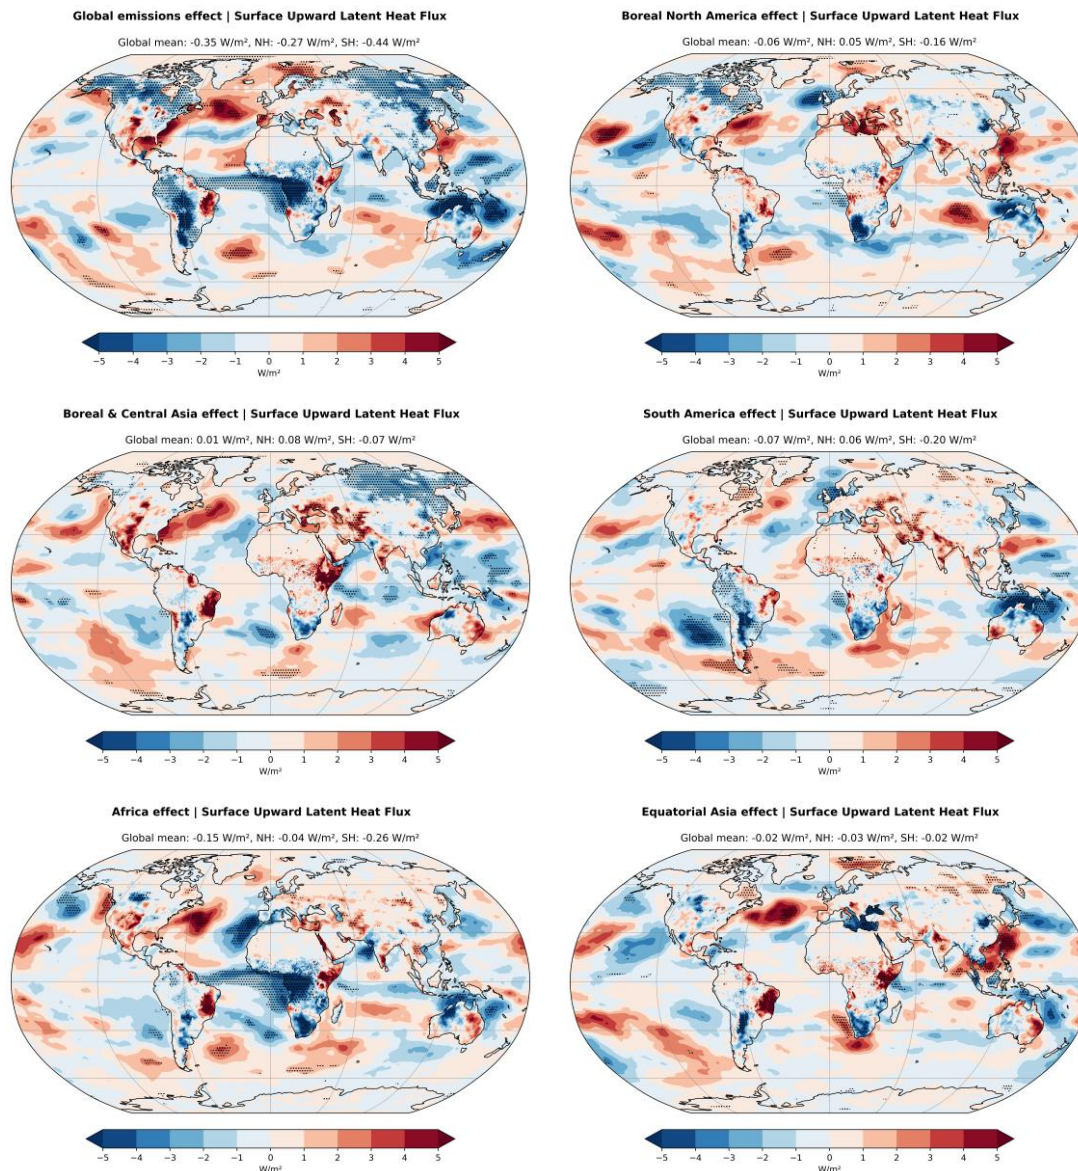 Global emissions effect | Surface Upward Latent Heat Flux
Global mean: -0.35 W/m², NH: -0.27 W/m², SH: -0.44 W/m²
−5 −4 −3 −2 −1 0 1 2 3 4 5
W/m²
Boreal North America effect | Surface Upward Latent Heat Flux
Global mean: -0.06 W/m², NH: 0.05 W/m², SH: -0.16 W/m²
−5 −4 −3 −2 −1 0 1 2 3 4 5
W/m²
Boreal & Central Asia effect | Surface Upward Latent Heat Flux
Global mean: 0.01 W/m², NH: 0.08 W/m², SH: -0.07 W/m²
−5 −4 −3 −2 −1 0 1 2 3 4 5
W/m²
South America effect | Surface Upward Latent Heat Flux
Global mean: -0.07 W/m², NH: 0.06 W/m², SH: -0.20 W/m²
−5 −4 −3 −2 −1 0 1 2 3 4 5
W/m²
Africa effect | Surface Upward Latent Heat Flux
Global mean: -0.15 W/m², NH: -0.04 W/m², SH: -0.26 W/m²
−5 −4 −3 −2 −1 0 1 2 3 4 5
W/m²
Equatorial Asia effect | Surface Upward Latent Heat Flux
Global mean: -0.02 W/m², NH: -0.03 W/m², SH: -0.02 W/m²
−5 −4 −3 −2 −1 0 1 2 3 4 5
W/m²